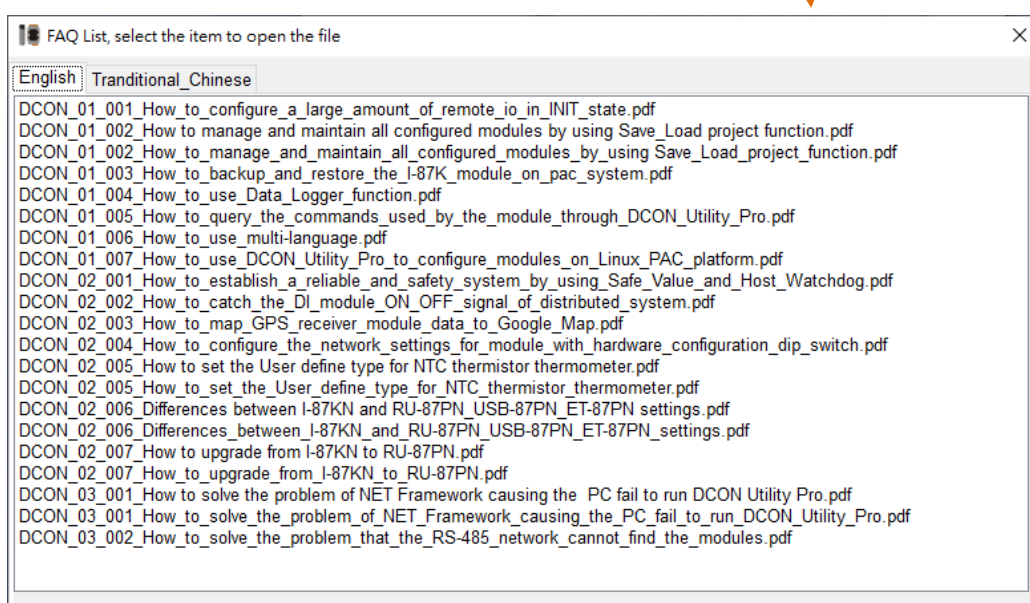 FAQ List, select the item to open the file
English Tranditional_Chinese
DCON_01_001_How_to_configure_a_large_amount_of_remote_io_in_INIT_state.pdf
DCON_01_002_How to manage and maintain all configured modules by using Save_Load project function.pdf
DCON_01_002_How_to_manage_and_maintain_all_configured_modules_by_using Save_Load_project_function.pdf
DCON_01_003_How_to_backup_and_restore_the_I-87K_module_on_pac_system.pdf
DCON_01_004_How_to_use_Data_Logger_function.pdf
DCON_01_005_How_to_query_the_commands_used_by_the_module_through_DCON_Utility_Pro.pdf
DCON_01_006_How_to_use_multi-language.pdf
DCON_01_007_How_to_use_DCON_Utility_Pro_to_configure_modules_on_Linux_PAC_platform.pdf
DCON_02_001_How_to_establish_a_reliable_and_safety_system_by_using_Safe_Value_and_Host_Watchdog.pdf
DCON_02_002_How_to_catch_the_DI_module_ON_OFF_signal_of_distributed_system.pdf
DCON_02_003_How_to_map_GPS_receiver_module_data_to_Google_Map.pdf
DCON_02_004_How_to_configure_the_network_settings_for_module_with_hardware_configuration_dip_switch.pdf
DCON_02_005_How to set the User define type for NTC thermistor thermometer.pdf
DCON_02_005_How_to_set_the_User_define_type_for_NTC_thermistor_thermometer.pdf
DCON_02_006_Differences between I-87KN and RU-87PN_USB-87PN_ET-87PN settings.pdf
DCON_02_006_Differences_between_I-87KN_and_RU-87PN_USB-87PN_ET-87PN_settings.pdf
DCON_02_007_How to upgrade from I-87KN to RU-87PN.pdf
DCON_02_007_How_to_upgrade_from_I-87KN_to_RU-87PN.pdf
DCON_03_001_How to solve the problem of NET Framework causing the  PC fail to run DCON Utility Pro.pdf
DCON_03_001_How_to_solve_the_problem_of_NET_Framework_causing_the_PC_fail_to_run_DCON_Utility_Pro.pdf
DCON_03_002_How_to_solve_the_problem_that_the_RS-485_network_cannot_find_the_modules.pdf